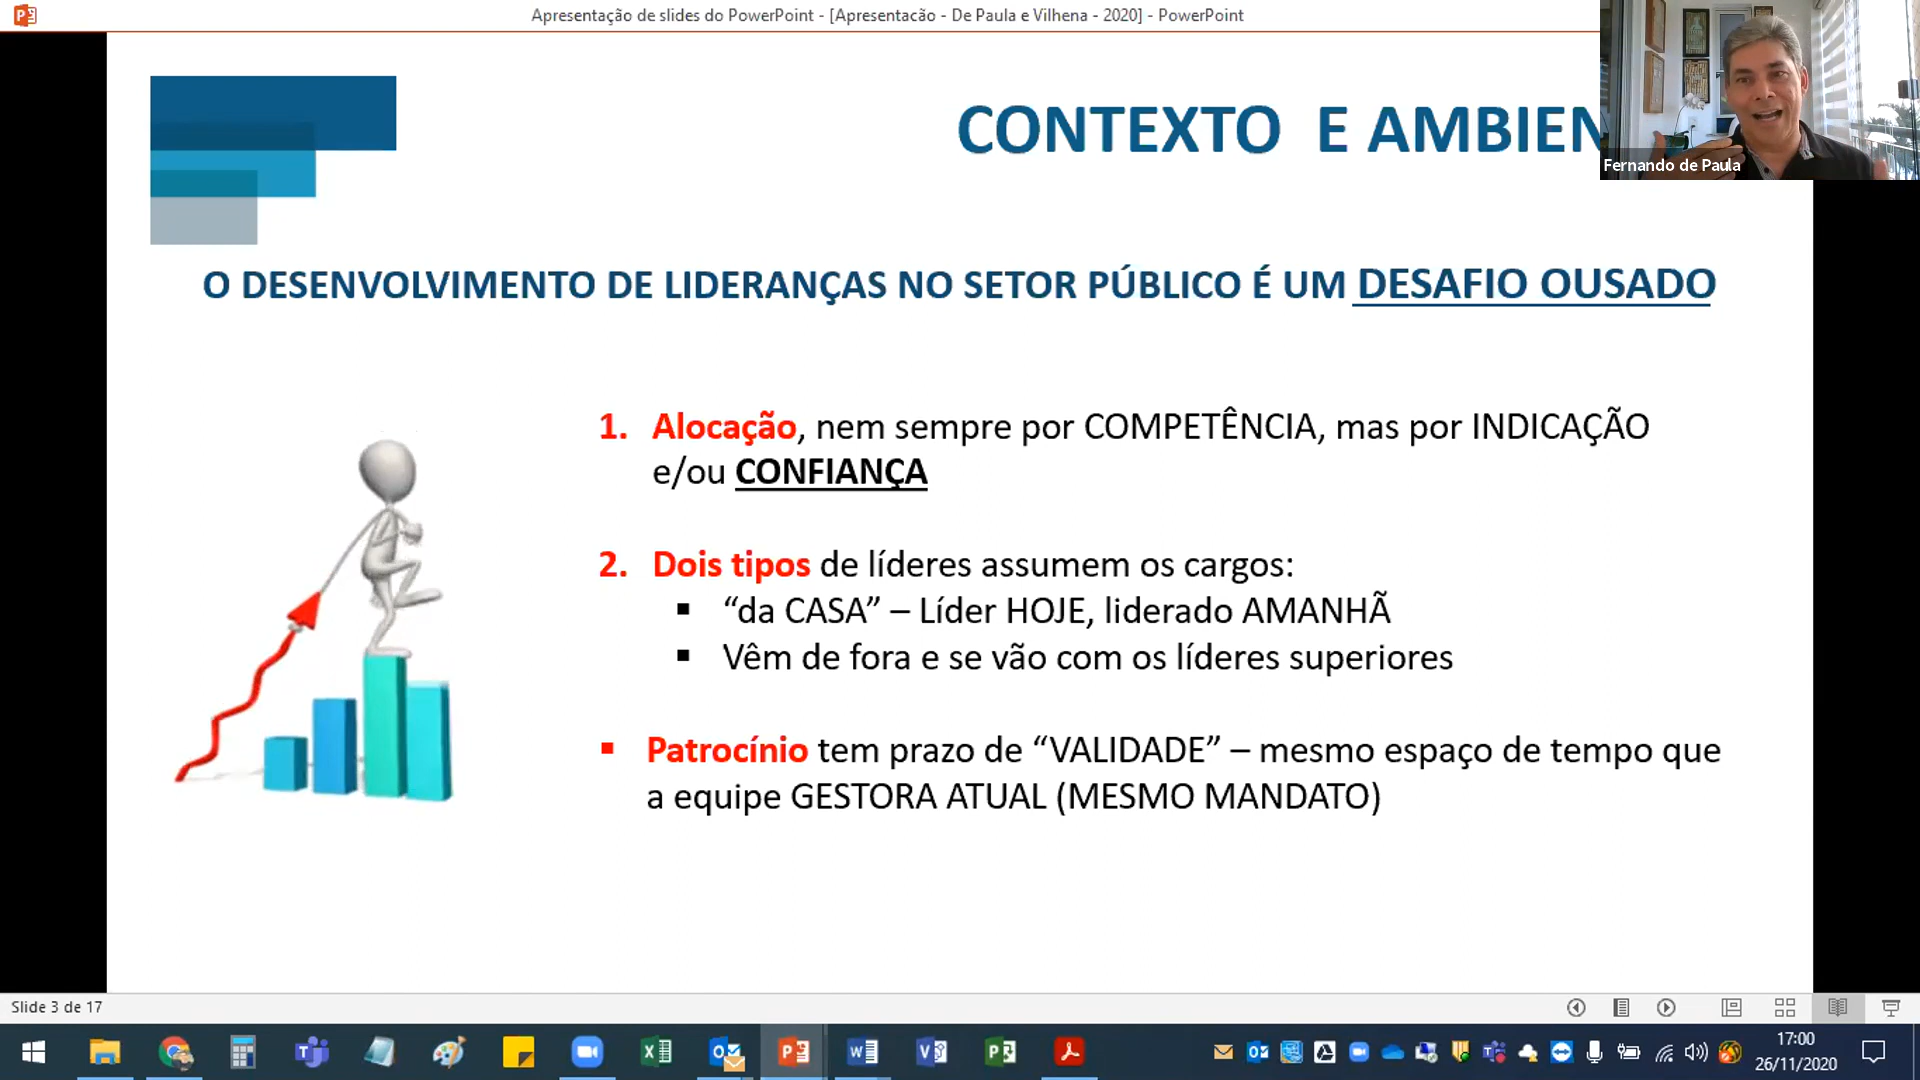 Apresentação de slides do PowerPoint - [Apresentacão - De Paula e Vilhena - 2020] - PowerPoint
CONTEXTO E AMBIEN
Fernando de Paula
O DESENVOLVIMENTO DE LIDERANÇAS NO SETOR PÚBLICO É UM DESAFIO OUSADO
1. Alocação, nem sempre por COMPETÊNCIA, mas por INDICAÇÃO
e/ou CONFIANÇA
2. Dois tipos de líderes assumem os cargos:
▪ “da CASA” – Líder HOJE, liderado AMANHÃ
▪ Vêm de fora e se vão com os líderes superiores
▪ Patrocínio tem prazo de “VALIDADE” – mesmo espaço de tempo que
a equipe GESTORA ATUAL (MESMO MANDATO)
Slide 3 de 17
17:00
26/11/2020